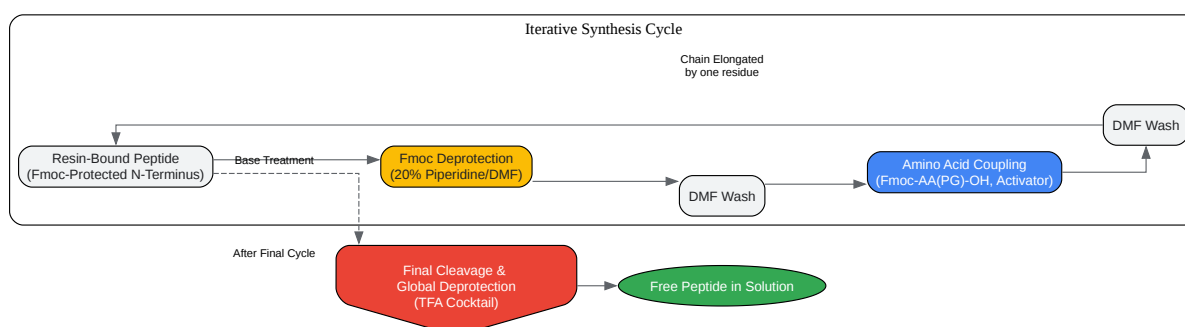 Iterative Synthesis Cycle
Chain Elongated
by one residue
DMF Wash
Resin-Bound Peptide
(Fmoc-Protected N-Terminus)
Base Treatment
Fmoc Deprotection
(20% Piperidine/DMF)
DMF Wash
Amino Acid Coupling
(Fmoc-AA(PG)-OH, Activator)
After Final Cycle
Final Cleavage &
Global Deprotection
(TFA Cocktail)
Free Peptide in Solution